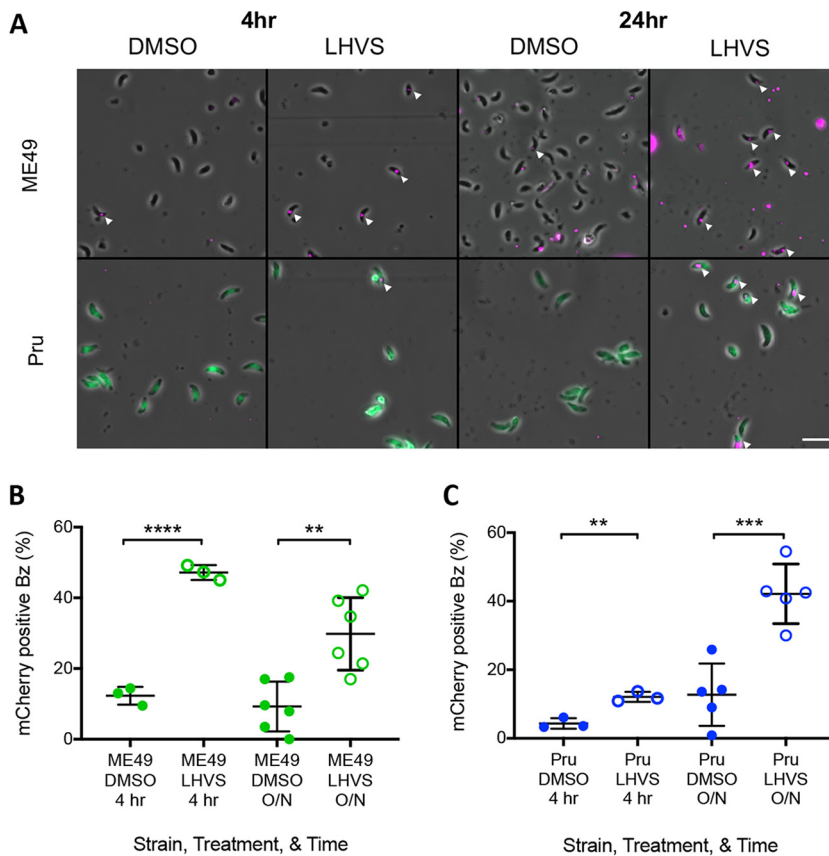 A
4hr
24hr
DMSO
LHVS
DMSO
LHVS
ME49
Pru
B
mCherry positive Bz (%)
60
40
20
0
****
**
ME49 ME49 ME49 ME49
DMSO LHVS DMSO LHVS
4 hr 4 hr O/N O/N
Strain, Treatment, & Time
C
mCherry positive Bz (%)
60
40
20
0
**
***
Pru Pru Pru Pru
DMSO LHVS DMSO LHVS
4 hr 4 hr O/N O/N
Strain, Treatment, & Time